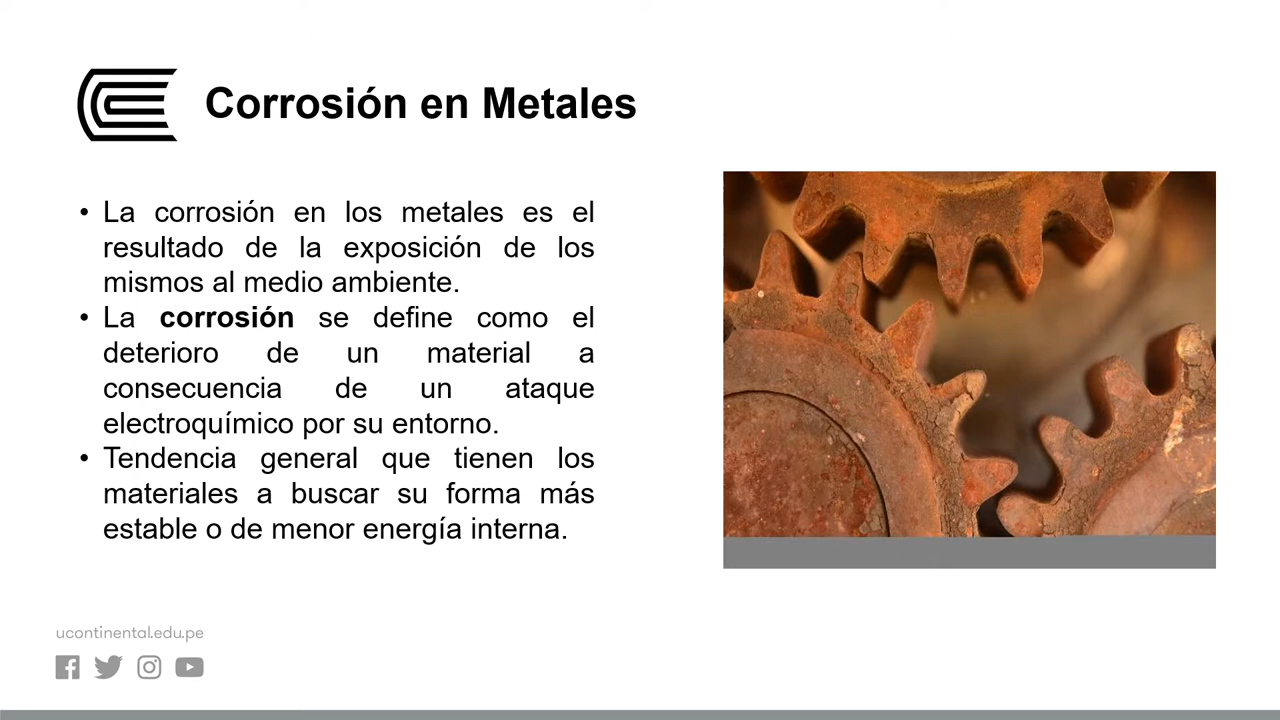 Corrosión en Metales
• La corrosión en los metales es el
resultado de la exposición de los
mismos al medio ambiente.
• La corrosión se define como el
deterioro de un material a
consecuencia de un ataque
electroquímico por su entorno.
• Tendencia general que tienen los
materiales a buscar su forma más
estable o de menor energía interna.
ucontinental.edu.pe